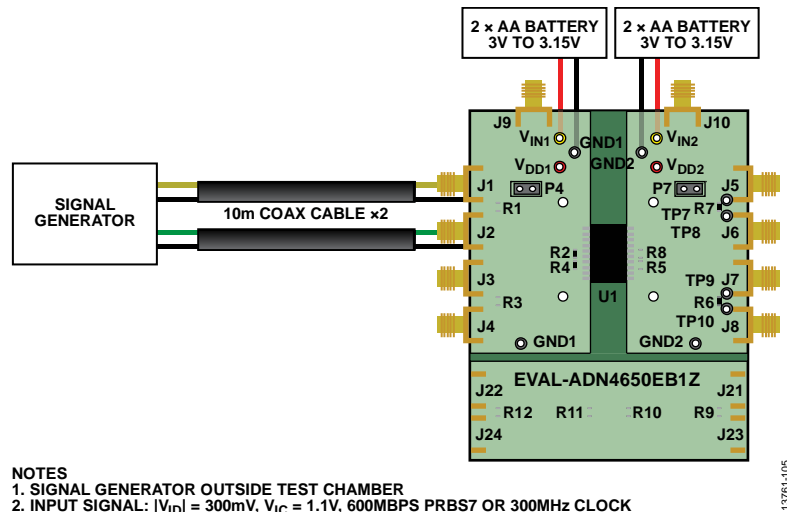 2 × AA BATTERY
3V TO 3.15V
2 × AA BATTERY
3V TO 3.15V
J9
J10
VIN1
GND1
VIN2
GND2
VDD1
VDD2
P4
P7
SIGNAL
GENERATOR
10m COAX CABLE ×2
J1
R1
J2
J3
R3
J4
R2
R4
R8
R5
U1
J5
R7
TP7
TP8
J6
TP9
J7
R6
TP10
J8
GND1
GND2
EVAL-ADN4650EB1Z
J22
J21
R12
R11
R10
R9
J24
J23
NOTES
1. SIGNAL GENERATOR OUTSIDE TEST CHAMBER
2. INPUT SIGNAL: |VID| = 300mV, VIC = 1.1V, 600MBPS PRBS7 OR 300MHz CLOCK
13761-105